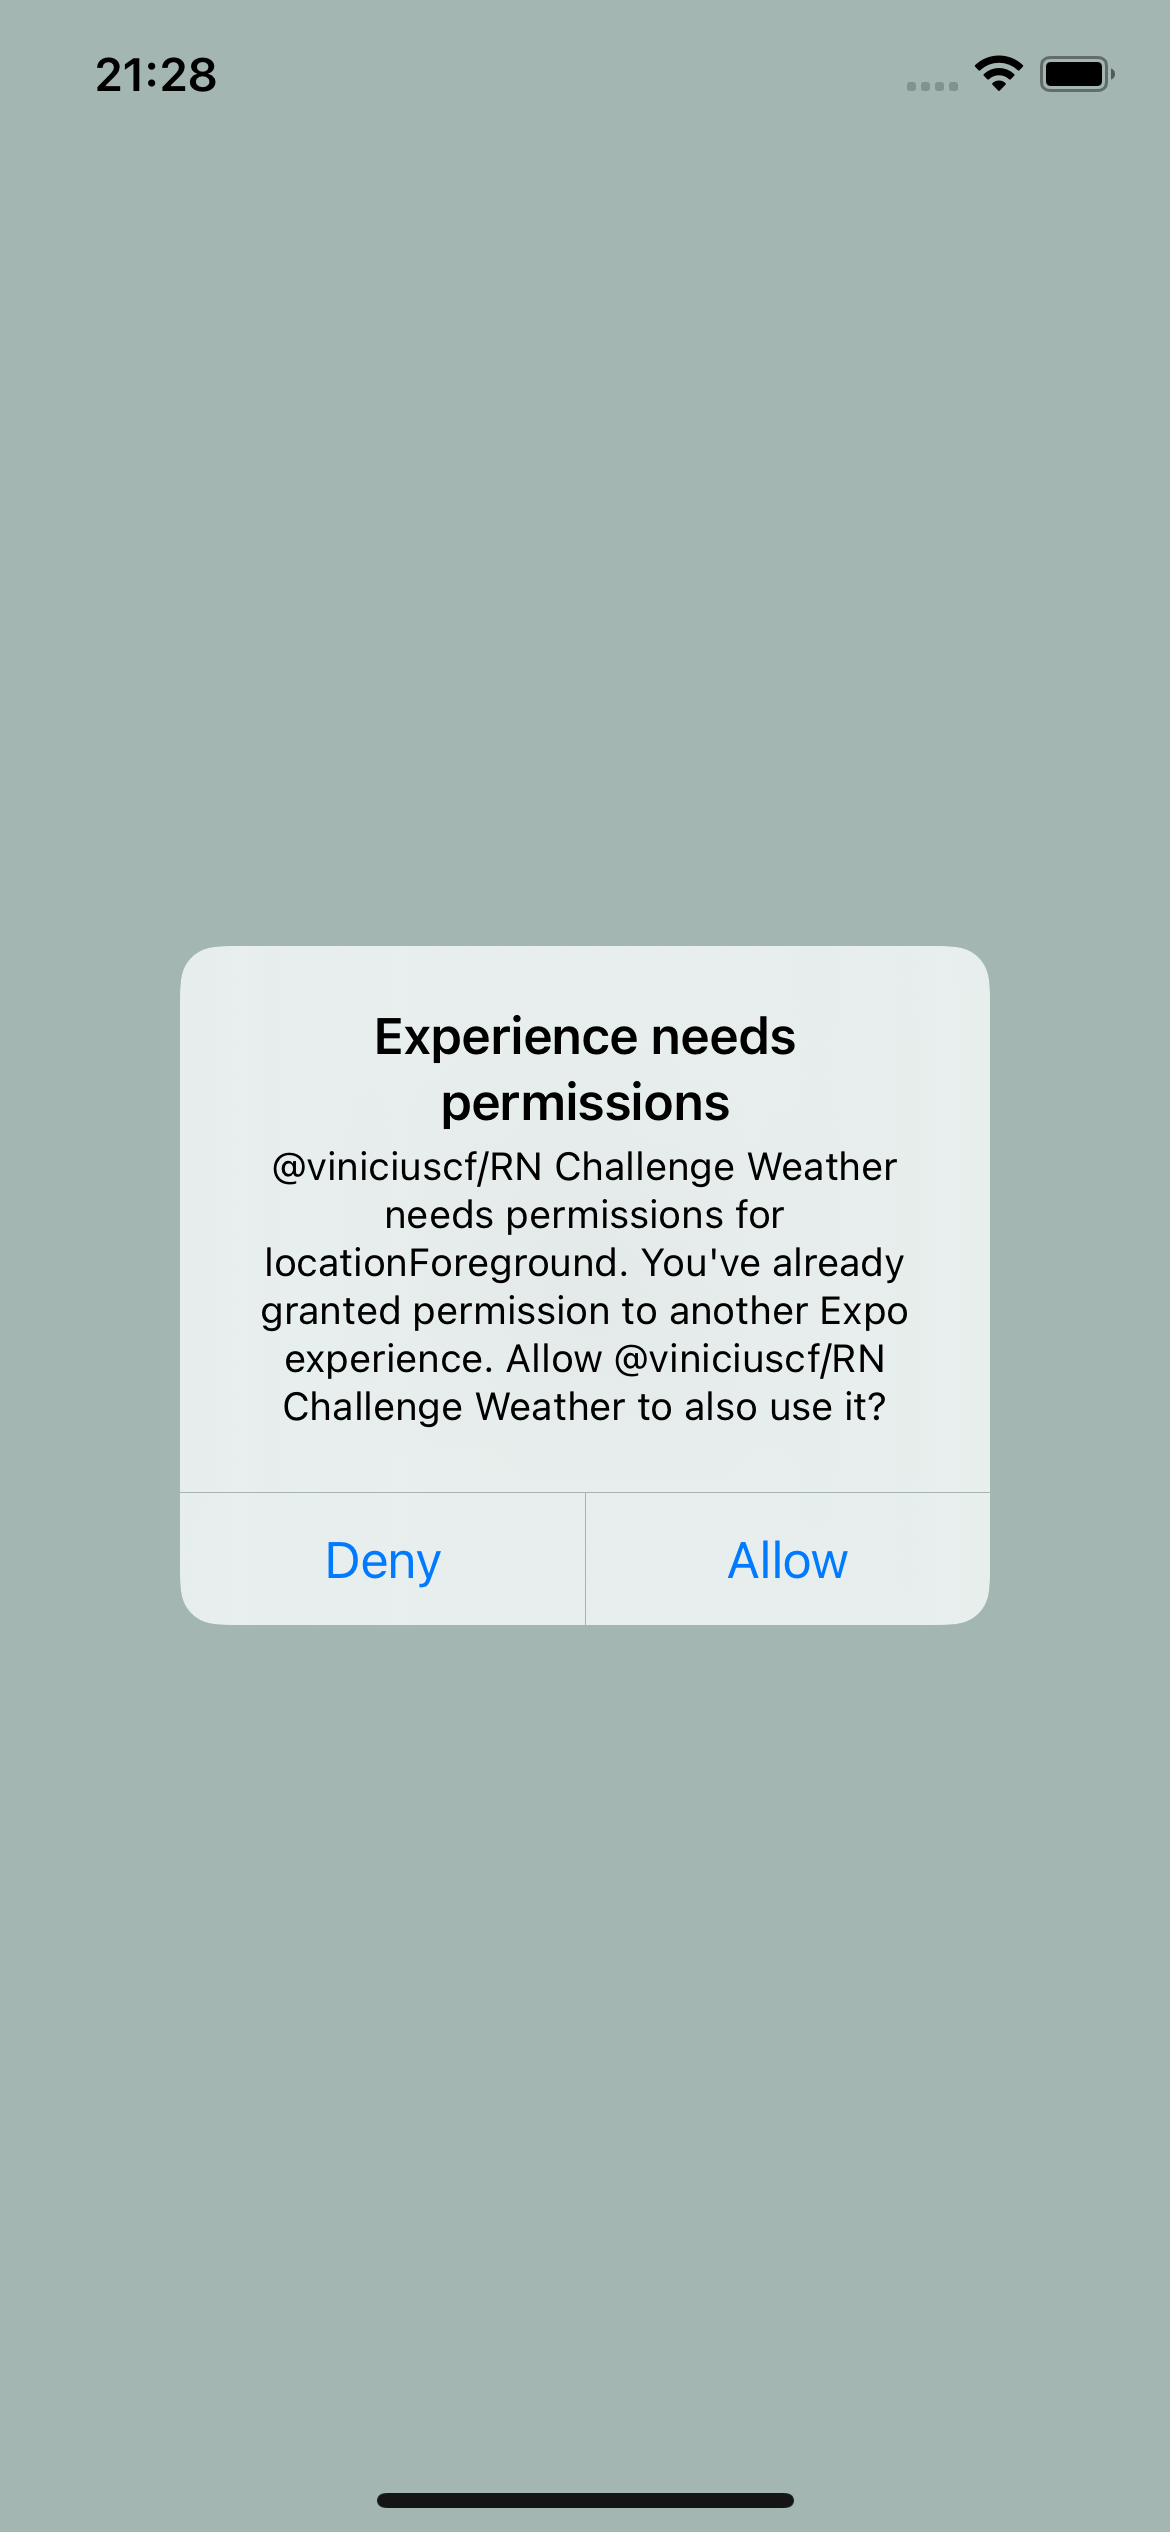 21:28
Experience needs
permissions
@viniciuscf/RN Challenge Weather
needs permissions for
locationForeground. You've already
granted permission to another Expo
experience. Allow @viniciuscf/RN
Challenge Weather to also use it?
Deny
Allow